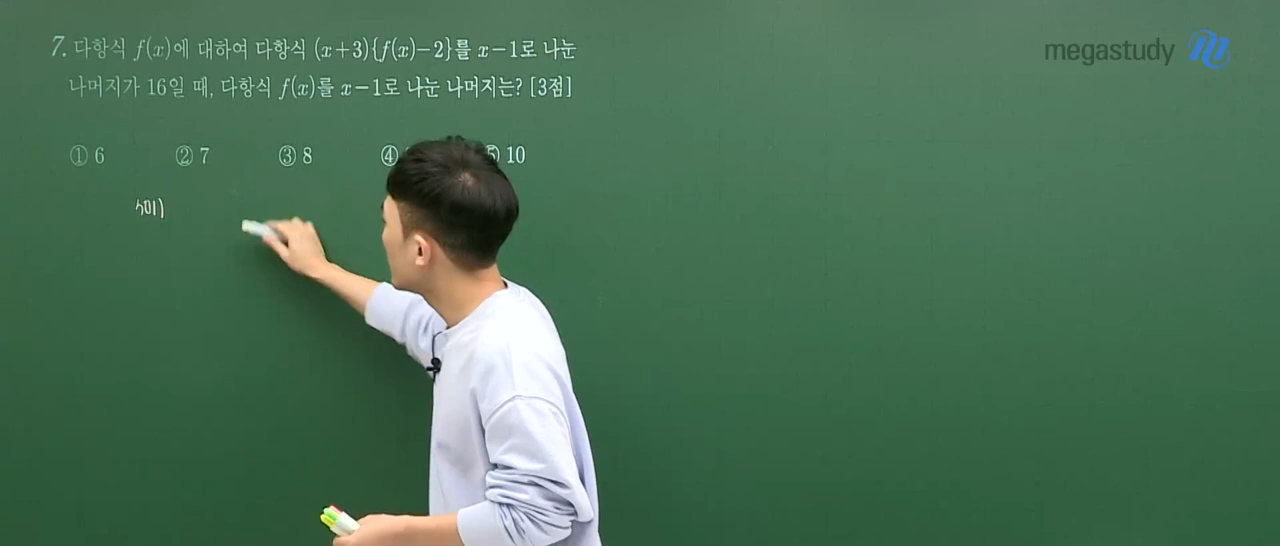 7. 다항식 f(x)에 대하여 다항식 (x+3){f(x)-2}를 x-1로 나눈
나머지가 16일 때, 다항식 f(x)를 x-1로 나눈 나머지는? [3점]
① 6 ② 7 ③ 8 ④ ⑤ 10
megastudy